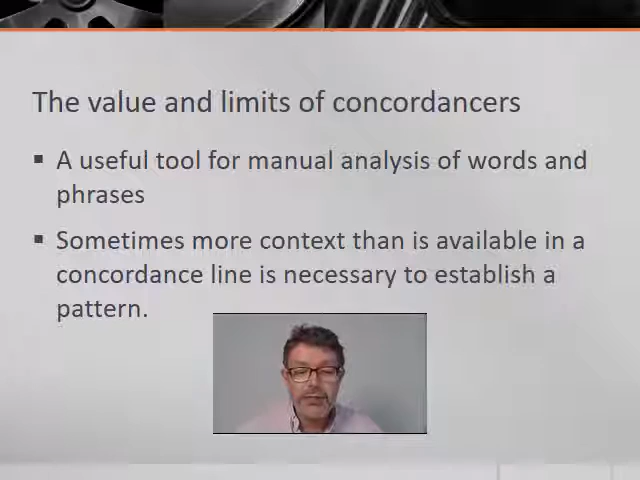 The value and limits of concordancers
▪ A useful tool for manual analysis of words and
phrases
▪ Sometimes more context than is available in a
concordance line is necessary to establish a
pattern.